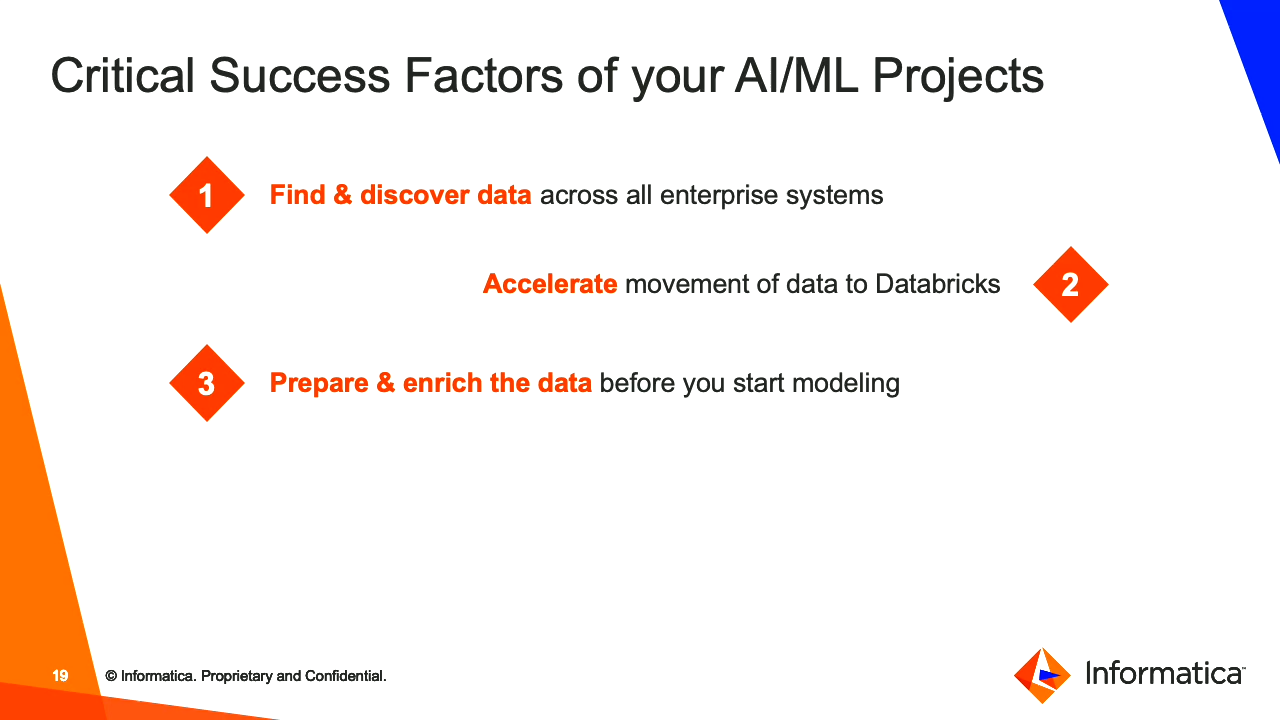 Critical Success Factors of your AI/ML Projects
1
Find & discover data across all enterprise systems
Accelerate movement of data to Databricks
2
3
Prepare & enrich the data before you start modeling
19
© Informatica. Proprietary and Confidential.
Informatica™